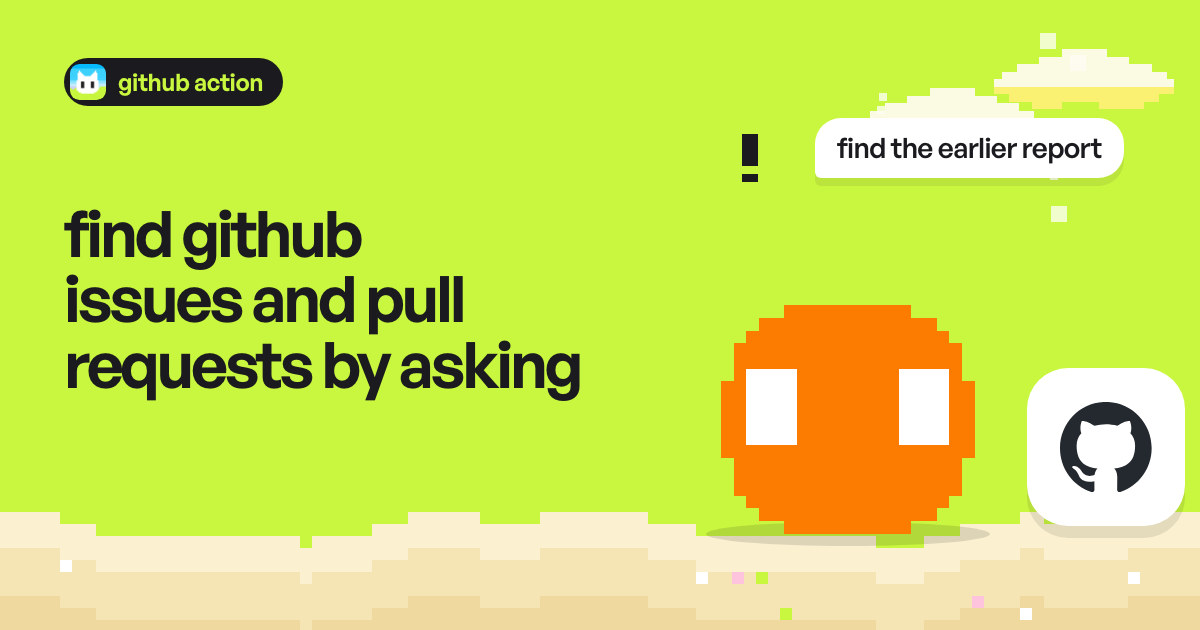 github action
find the earlier report
!
find github
issues and pull
requests by asking